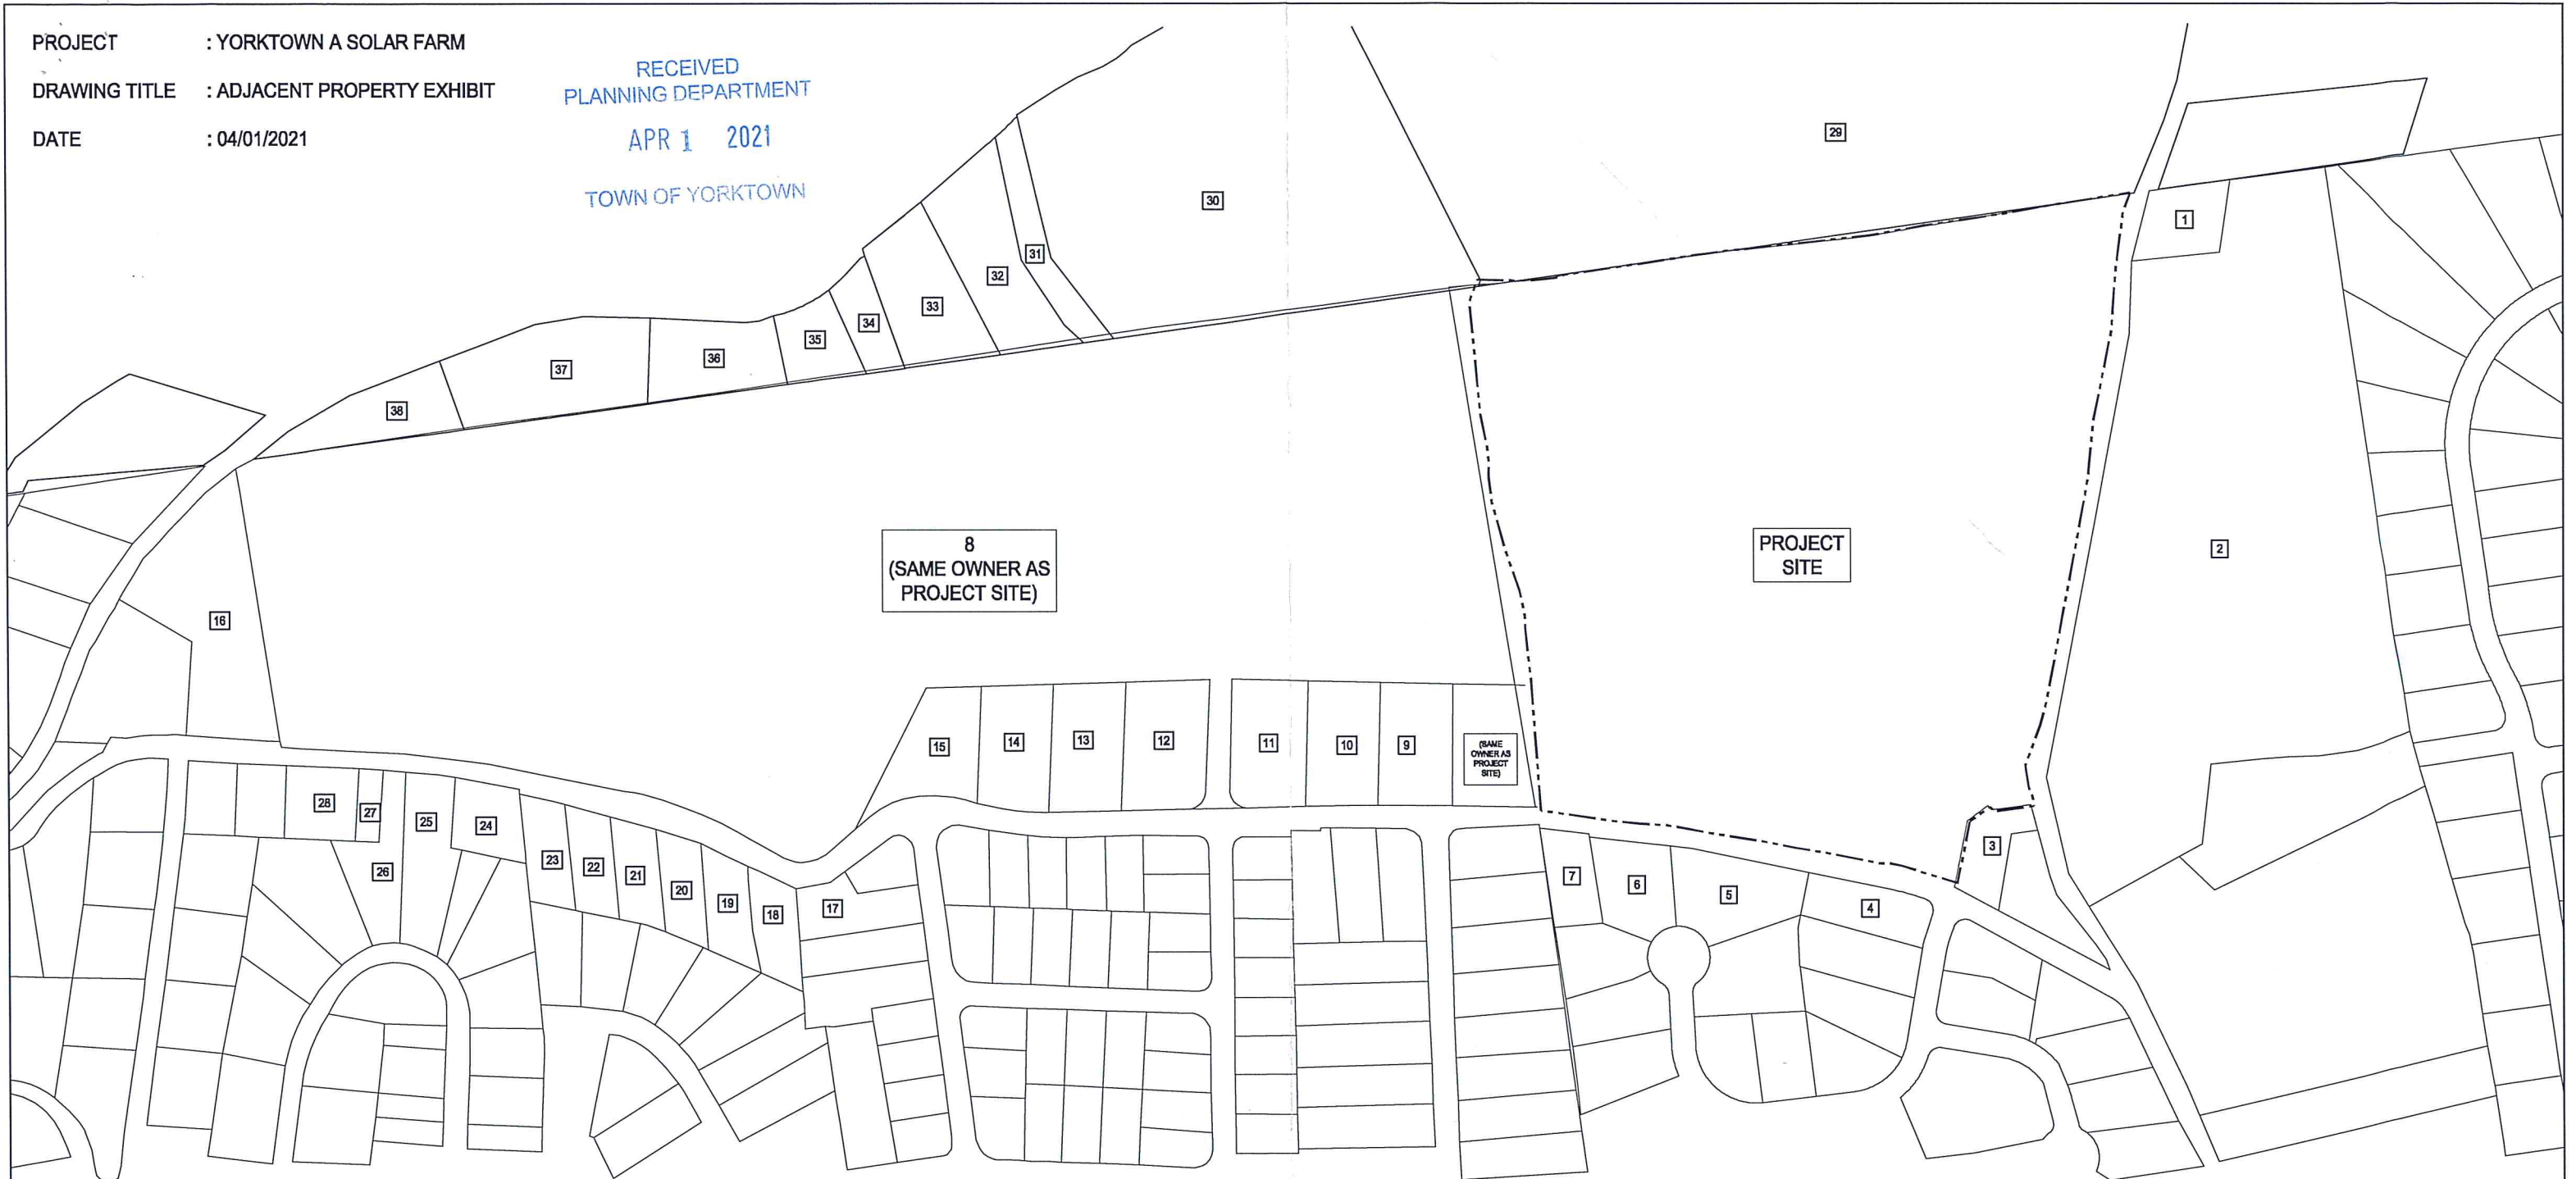 PROJECT : YORKTOWN A SOLAR FARM
DRAWING TITLE : ADJACENT PROPERTY EXHIBIT
DATE : 04/01/2021
RECEIVED
PLANNING DEPARTMENT
APR 1 2021
TOWN OF YORKTOWN
29
30
1
31
32
33
34
35
36
37
38
8
(SAME OWNER AS
PROJECT SITE)
PROJECT
SITE
2
16
15
14
13
12
11
10
9
(SAME
OWNER AS
PROJECT
SITE)
28
27
25
24
26
23
22
21
20
19
18
17
7
6
5
4
3